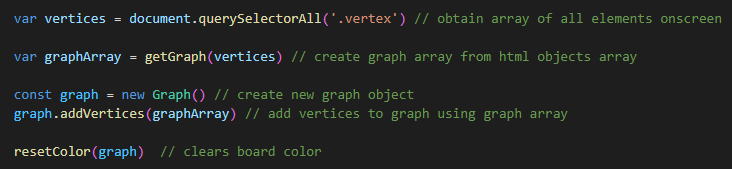 var vertices = document.querySelectorAll('.vertex') // obtain array of all elements onscreen
var graphArray = getGraph(vertices) // create graph array from html objects array
const graph = new Graph() // create new graph object
graph.addVertices(graphArray) // add vertices to graph using graph array
resetColor(graph)  // clears board color